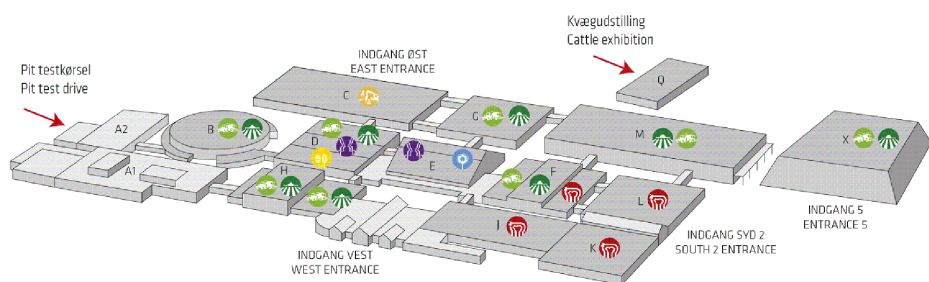 Kvægudstilling
Cattle exhibition
INDGANG ØST
EAST ENTRANCE
Pit testkørsel
Pit test drive
Q
C
A2
B
G
M
X
D
E
A1
H
F
L
J
K
INDGANG 5
ENTRANCE 5
INDGANG SYD 2
SOUTH 2 ENTRANCE
INDGANG VEST
WEST ENTRANCE